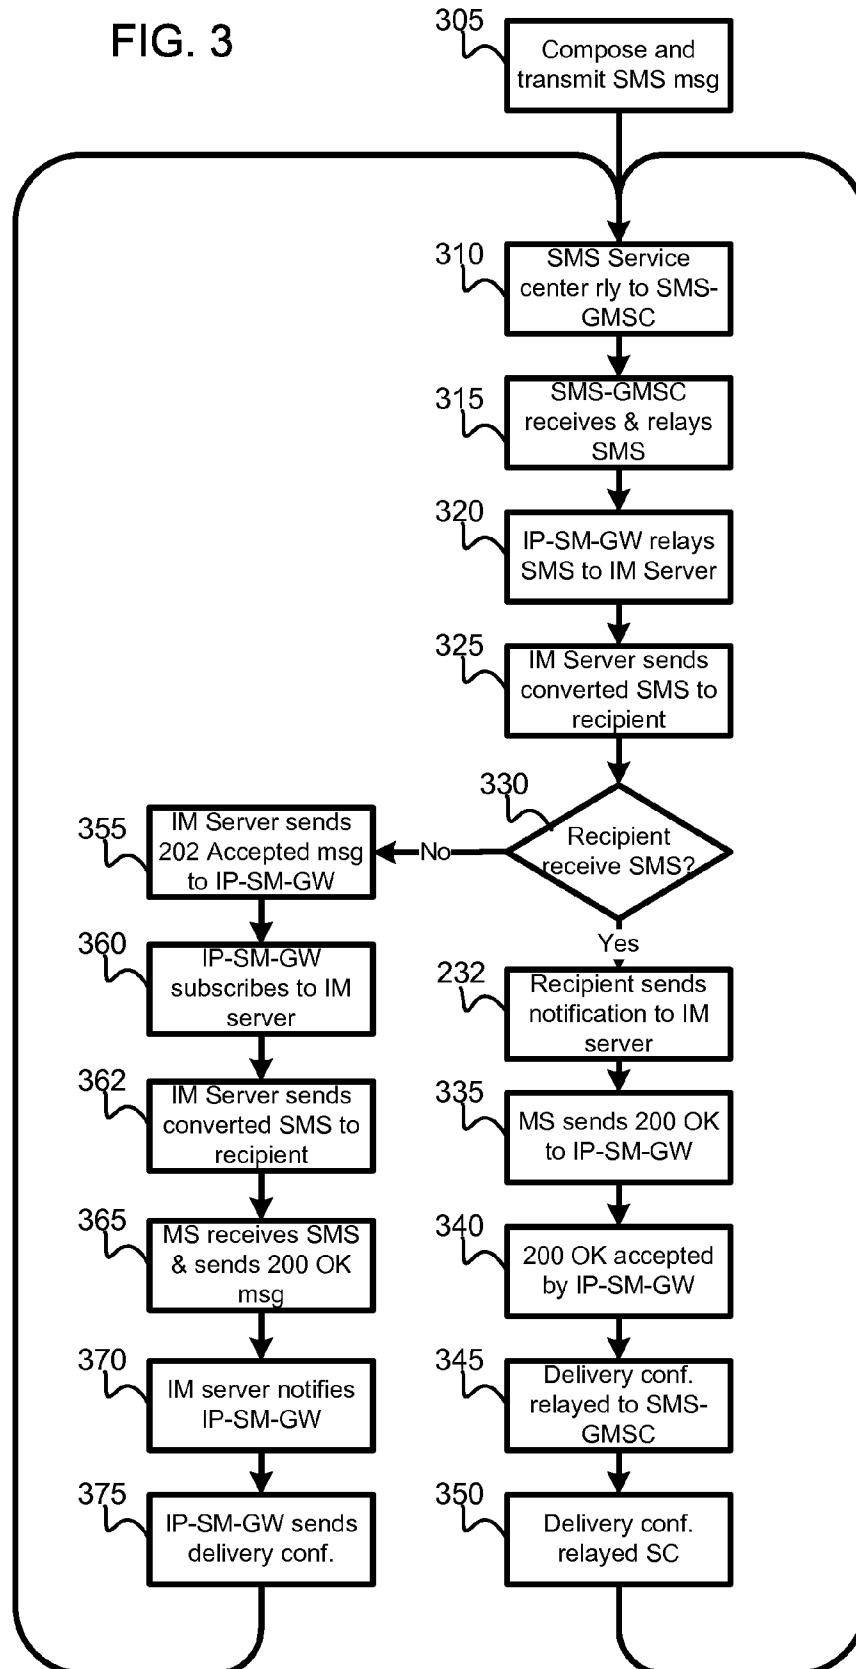 FIG. 3
305
Compose and
transmit SMS msg
310
SMS Service
center rly to SMS-
GMSC
315
SMS-GMSC
receives & relays
SMS
320
IP-SM-GW relays
SMS to IM Server
325
IM Server sends
converted SMS to
recipient
330
Recipient
receive SMS?
No
Yes
355
IM Server sends
202 Accepted msg
to IP-SM-GW
360
IP-SM-GW
subscribes to IM
server
362
IM Server sends
converted SMS to
recipient
365
MS receives SMS
& sends 200 OK
msg
370
IM server notifies
IP-SM-GW
375
IP-SM-GW sends
delivery conf.
232
Recipient sends
notification to IM
server
335
MS sends 200 OK
to IP-SM-GW
340
200 OK accepted
by IP-SM-GW
345
Delivery conf.
relayed to SMS-
GMSC
350
Delivery conf.
relayed SC